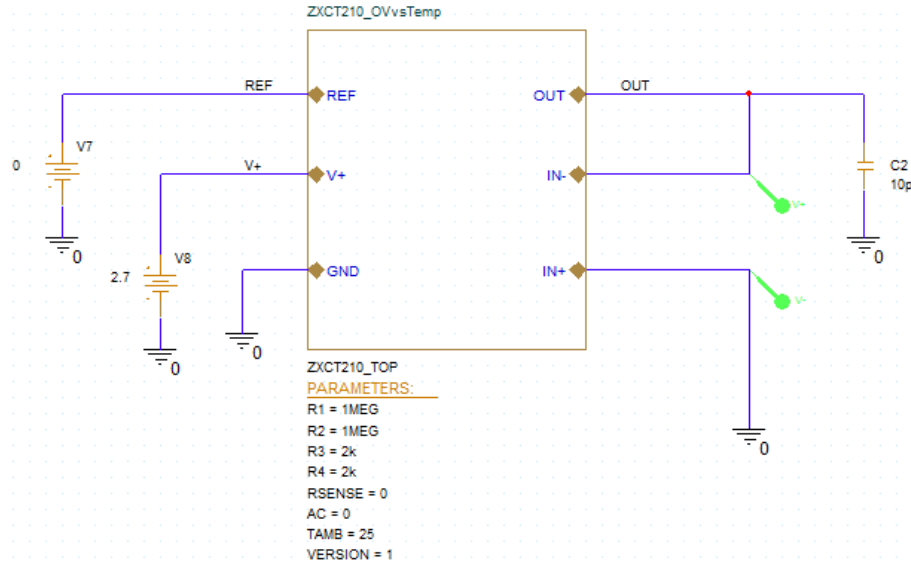 ZXCT210_OVvsTemp
REF
REF
OUT
OUT
0
V7
V+
V+
IN-
C2
10p
V+
0
V8
2.7
GND
IN+
0
V-
0
0
0
ZXCT210_TOP
PARAMETERS:
R1 = 1MEG
R2 = 1MEG
R3 = 2k
R4 = 2k
RSENSE = 0
AC = 0
TAMB = 25
VERSION = 1